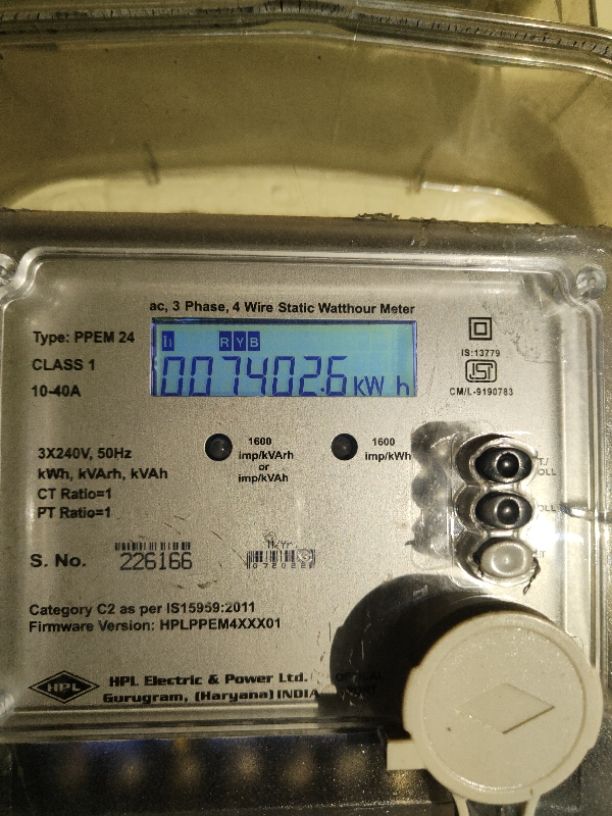 ac, 3 Phase, 4 Wire Static Watthour Meter
Type: PPEM 24
CLASS 1
10-40A
R Y B
007402.6 kW h
IS:13779
CM/L-9190783
3X240V, 50Hz
kWh, kVArh, kVAh
CT Ratio=1
PT Ratio=1
1600
imp/kVArh
or
imp/kVAh
1600
imp/kWh
S. No. 226166
Category C2 as per IS15959:2011
Firmware Version: HPLPPEM4XXX01
HPL
HPL Electric & Power Ltd.
Gurugram, (Haryana) INDIA